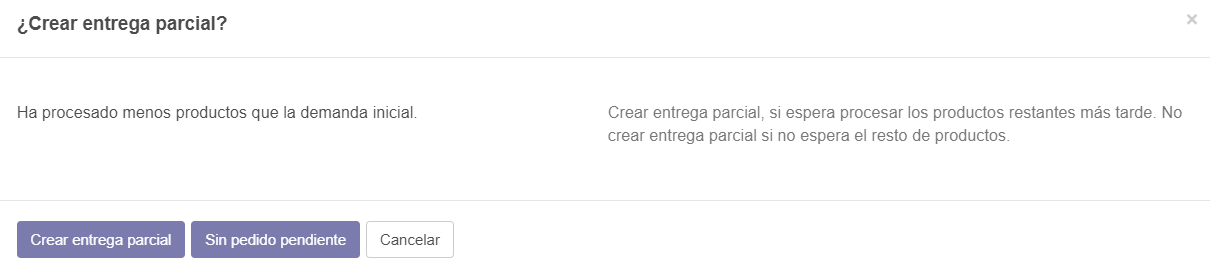 ¿Crear entrega parcial?
×
Ha procesado menos productos que la demanda inicial.
Crear entrega parcial, si espera procesar los productos restantes más tarde. No
crear entrega parcial si no espera el resto de productos.
Crear entrega parcial
Sin pedido pendiente
Cancelar